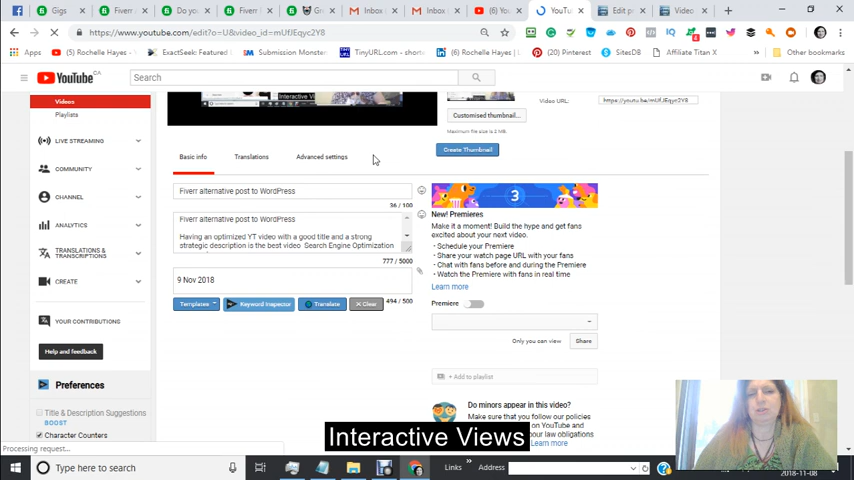 Gigs
Fiverr
Do yo
Fiverr
Gr
Inbox
Inbox
(6) You
YouTu
Edit p
Video
https://www.youtube.com/edit?o=U&video_id=mUfJEqyc2Y8
Apps
(5) Rochelle Hayes -
ExactSeek: Featured
Submission Monster
TinyURL.com - shorte
(6) Rochelle Hayes -
(20) Pinterest
SitesDB
Affiliate Titan X
Other bookmarks
YouTube CA
Search
Videos
Playlists
LIVE STREAMING
COMMUNITY
CHANNEL
ANALYTICS
TRANSLATIONS &
TRANSCRIPTIONS
CREATE
YOUR CONTRIBUTIONS
Help and feedback
Preferences
Title & Description Suggestions
BOOST
Character Counters
Processing request...
Interactive Views
Customised thumbnail...
Maximum file size is 2 MB.
Create Thumbnail
Video URL:
https://youtu.be/mUfJEqyc2Y8
Basic info
Translations
Advanced settings
Fiverr alternative post to WordPress
36 / 100
Fiverr alternative post to WordPress
Having an optimized YT video with a good title and a strong
strategic description is the best video Search Engine Optimization
777 / 5000
9 Nov 2018
Templates
Keyword Inspector
Translate
Clear
494 / 500
3
New! Premieres
Make it a moment! Build the hype and get fans
excited about your next video.
• Schedule your Premiere
• Share your watch page URL with your fans
• Chat with fans before and during the Premiere
• Watch the Premiere with fans in real time
Learn more
Premiere
Only you can view
Share
+ Add to playlist
Do minors appear in this video?
Make sure that you follow our policies
on YouTube and
law obligations
Learn more
Interactive Views
Type here to search
Links
Address
2018-11-08